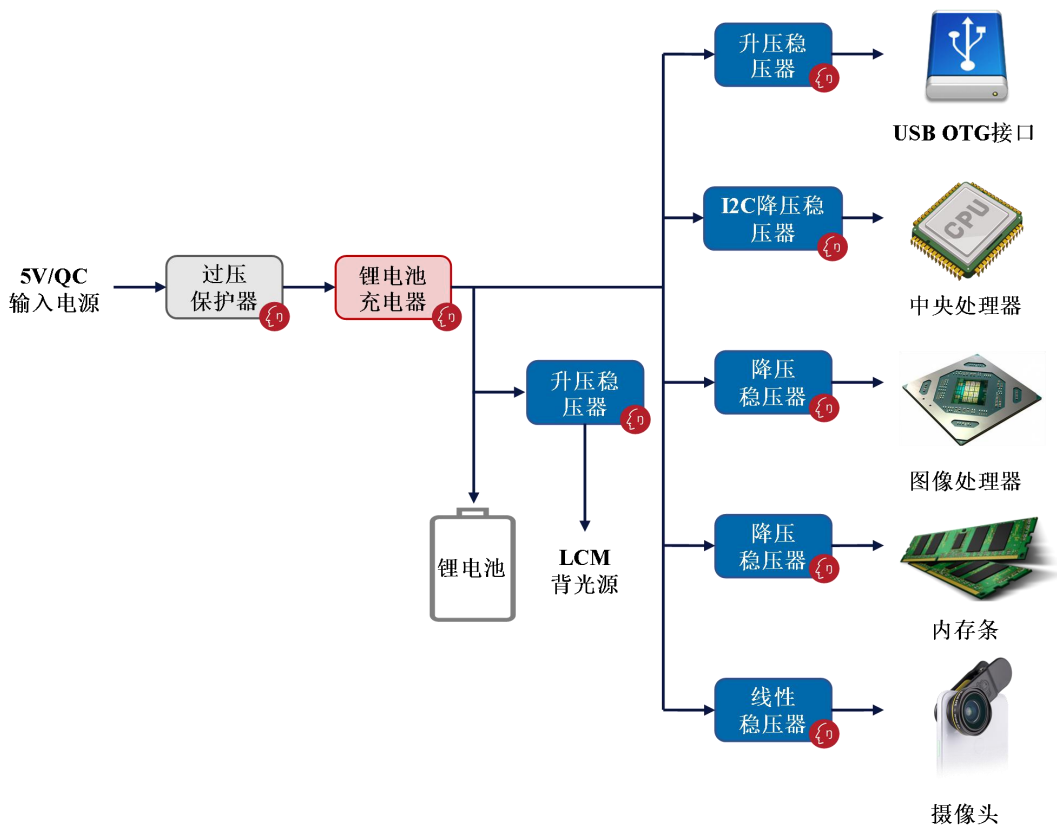 升压稳
压器
USB OTG接口
I2C降压稳
压器
CPU
中央处理器
5V/QC
输入电源
过压
保护器
锂电池
充电器
升压稳
压器
降压
稳压器
图像处理器
锂电池
LCM
背光源
降压
稳压器
内存条
线性
稳压器
摄像头